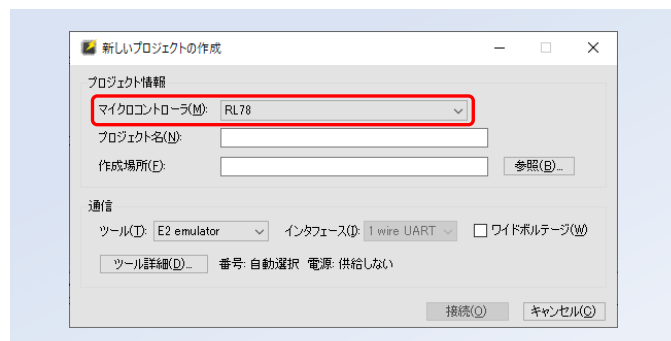 新しいプロジェクトの作成
プロジェクト情報
マイクロコントローラ(M): RL78
プロジェクト名(N):
作成場所(F): 参照(B)...
通信
ツール(T): E2 emulator インタフェース(I): 1 wire UART ワイドボルテージ(W)
ツール詳細(D)... 番号: 自動選択 電源: 供給しない
接続(O) キャンセル(C)